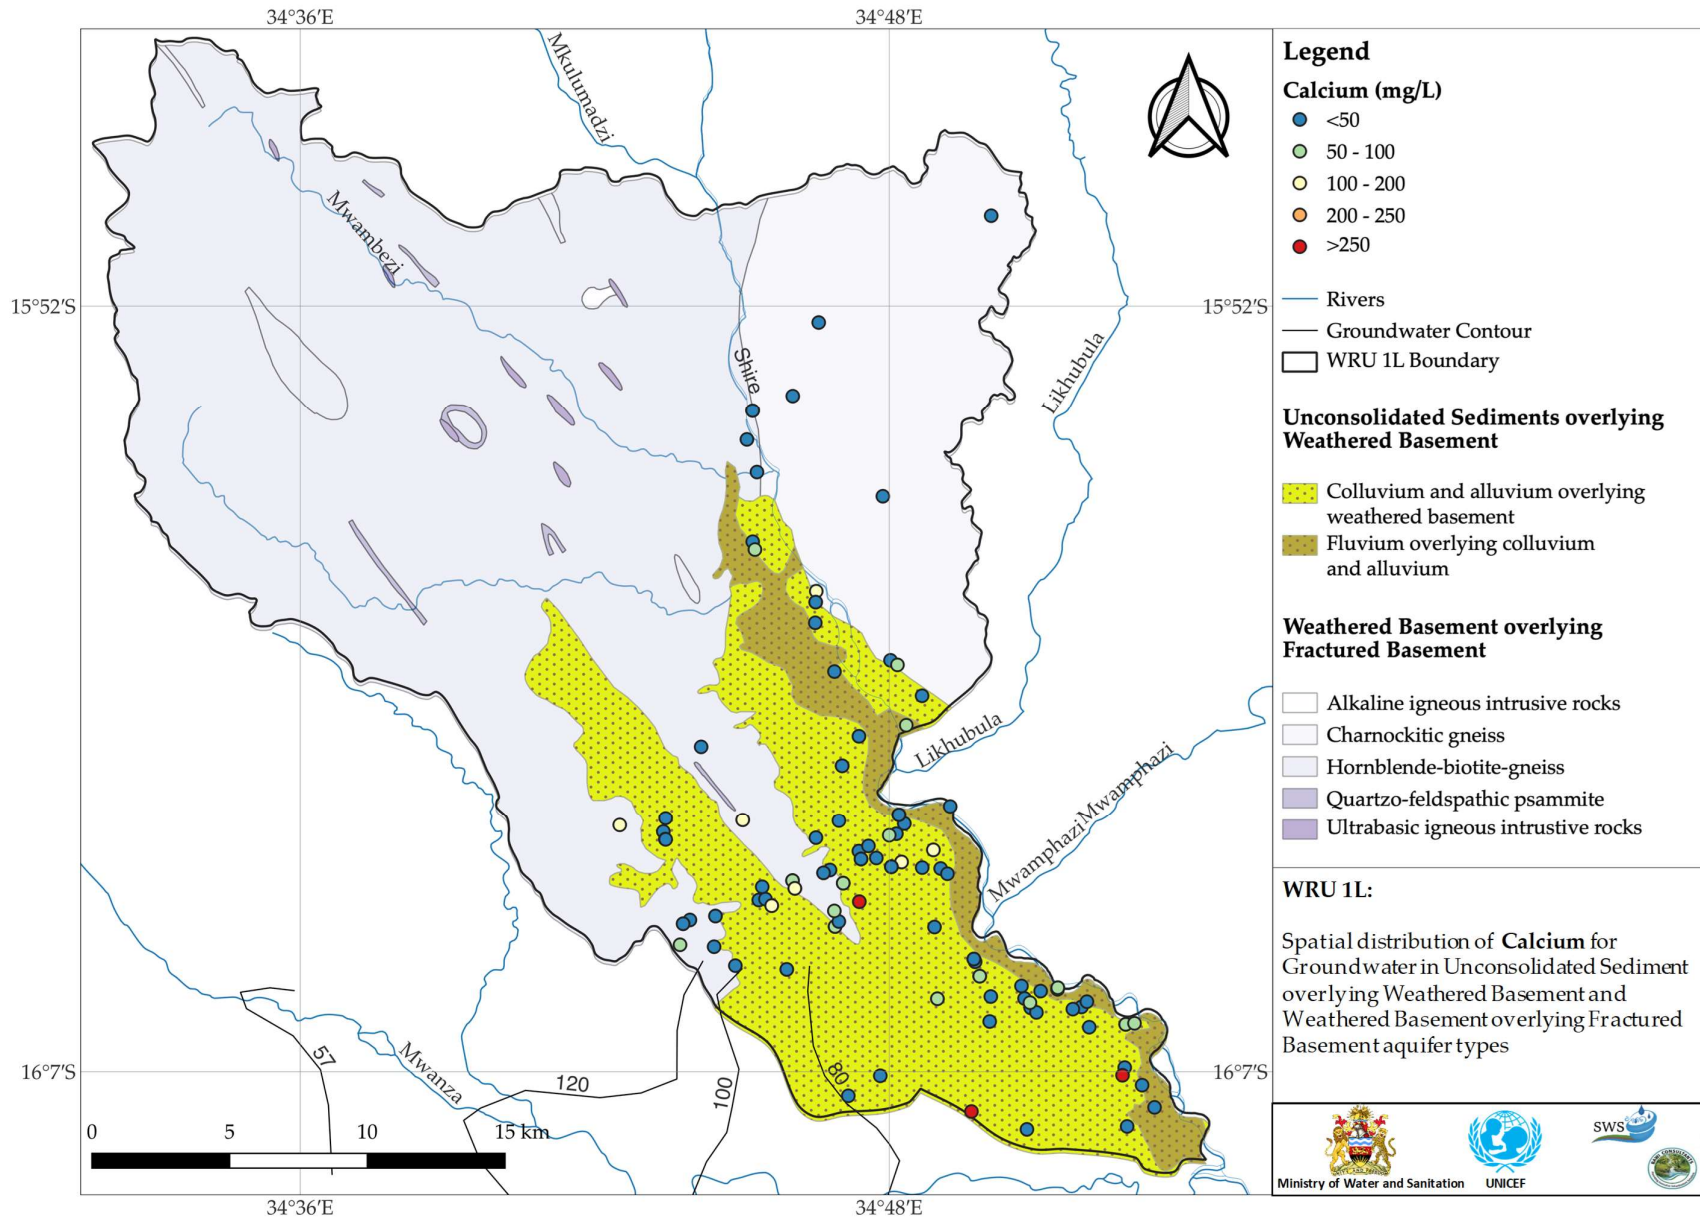 34°36′E
34°48′E
Mkulumadzi
Mwambezi
15°52′S
15°52′S
Shire
Likhubula
Likhubula
Mwamphazi
Mwamphazi
57
Mwanza
120
100
80
16°7′S
16°7′S
0
5
10
15 km
34°36′E
34°48′E
Legend
Calcium (mg/L)
<50
50 - 100
100 - 200
200 - 250
>250
Rivers
Groundwater Contour
WRU 1L Boundary
Unconsolidated Sediments overlying
Weathered Basement
Colluvium and alluvium overlying
weathered basement
Fluvium overlying colluvium
and alluvium
Weathered Basement overlying
Fractured Basement
Alkaline igneous intrusive rocks
Charnockitic gneiss
Hornblende-biotite-gneiss
Quartzo-feldspathic psammite
Ultrabasic igneous intrustive rocks
WRU 1L:
Spatial distribution of Calcium for
Groundwater in Unconsolidated Sediment
overlying Weathered Basement and
Weathered Basement overlying Fractured
Basement aquifer types
Ministry of Water and Sanitation
UNICEF
SWS